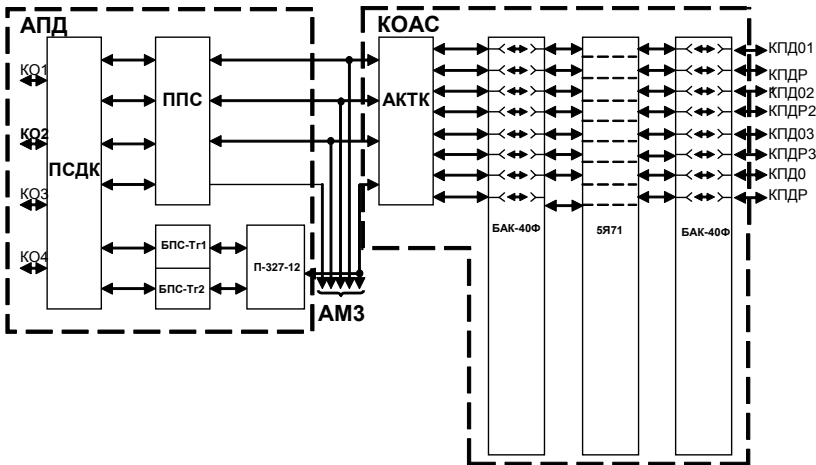 АПД
КОАС
КО1
КО2
КО3
КО4
ПСДК
ППС
АКТК
БПС-Тг1
БПС-Тг2
П-327-12
АМ3
БАК-40Ф
5Я71
БАК-40Ф
КПД01
КПДР
КПД02
КПДР2
КПД03
КПДР3
КПД0
КПДР